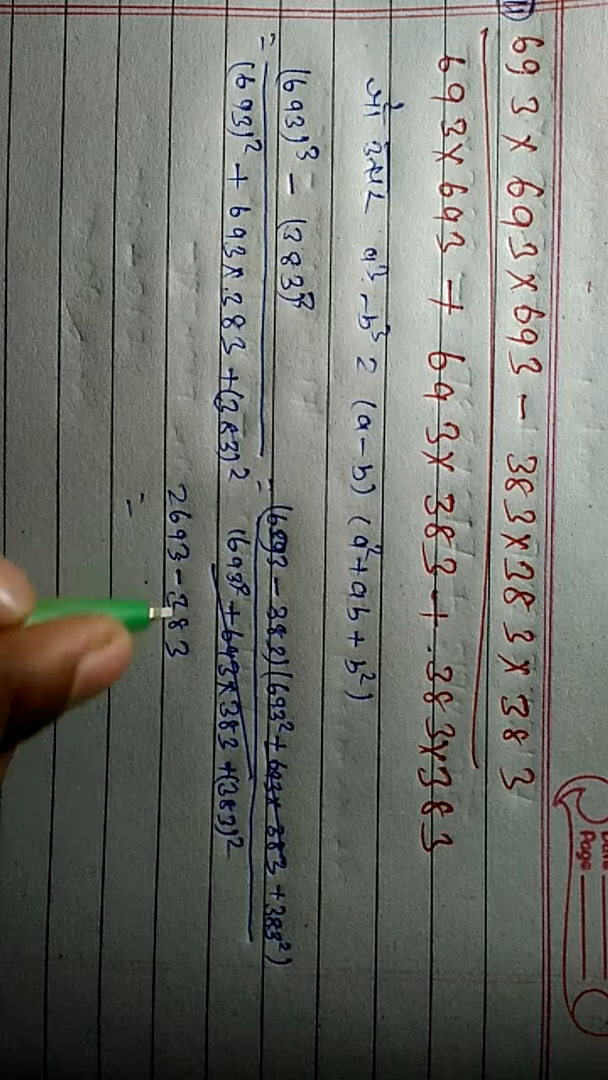 693 x 693 x 693 - 383 x 383 x 383
693 x 693 + 693 x 383 + 383 x 383
a³ - b³ = (a - b) (a² + ab + b²)
= (693)³ - (383)³
(693)² + 693 x 383 + (383)²
= (693 - 383) (693² + 693 x 383 + 383²)
(693)² + 693 x 383 + (383)²
= 693 - 383
=
Page